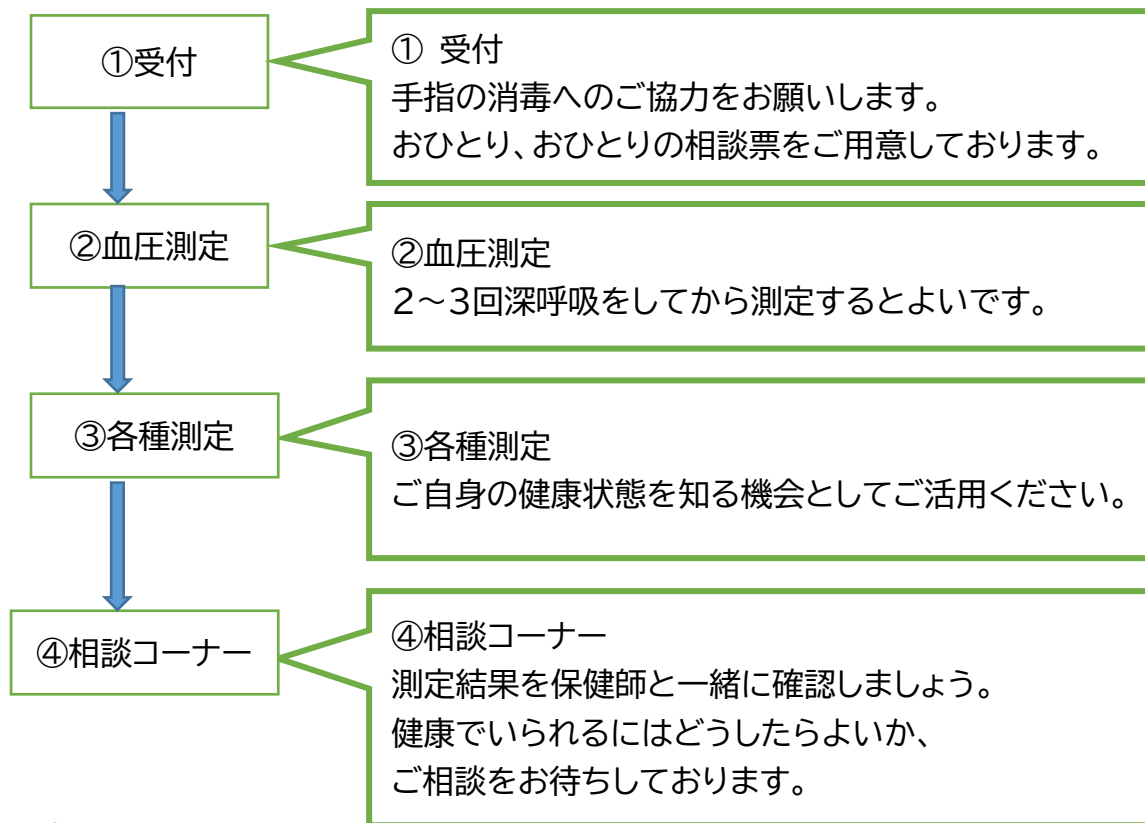 ①受付
① 受付
手指の消毒へのご協力をお願いします。
おひとり、おひとりの相談票をご用意しております。
②血圧測定
②血圧測定
２～３回深呼吸をしてから測定するとよいです。
③各種測定
③各種測定
ご自身の健康状態を知る機会としてご活用ください。
④相談コーナー
④相談コーナー
測定結果を保健師と一緒に確認しましょう。
健康でいられるにはどうしたらよいか、
ご相談をお待ちしております。